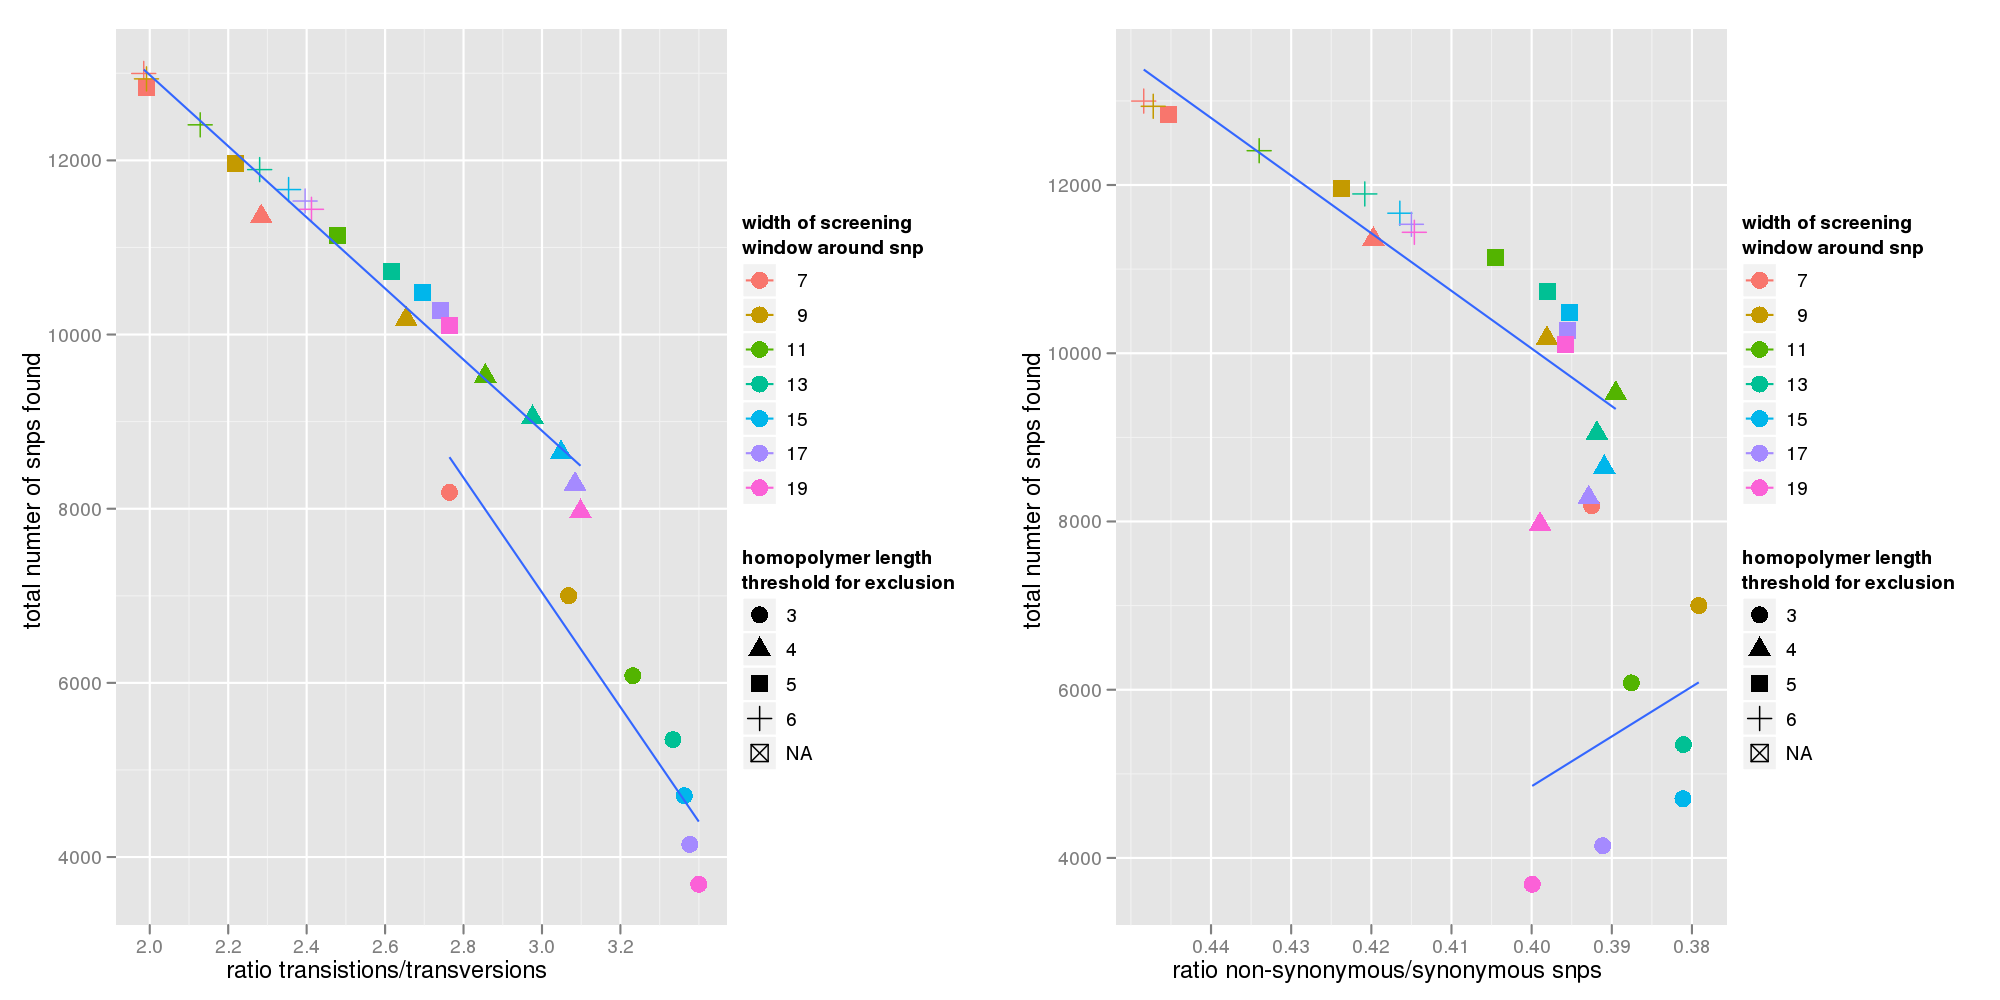 total numter of snps found
12000
10000
8000
6000
4000
2.0 2.2 2.4 2.6 2.8 3.0 3.2
ratio transistions/transversions
width of screening
window around snp
7
9
11
13
15
17
19
homopolymer length
threshold for exclusion
3
4
5
6
NA
total numter of snps found
12000
10000
8000
6000
4000
0.44 0.43 0.42 0.41 0.40 0.39 0.38
ratio non-synonymous/synonymous snps
width of screening
window around snp
7
9
11
13
15
17
19
homopolymer length
threshold for exclusion
3
4
5
6
NA